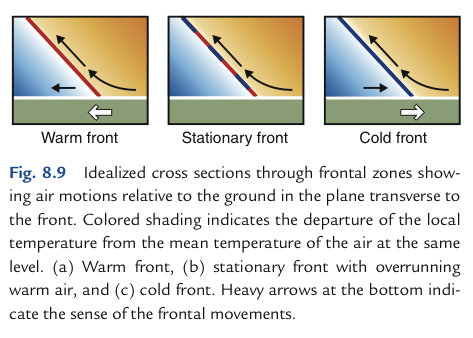 Warm front
Stationary front
Cold front
Fig. 8.9 Idealized cross sections through frontal zones show-
ing air motions relative to the ground in the plane transverse to
the front. Colored shading indicates the departure of the local
temperature from the mean temperature of the air at the same
level. (a) Warm front, (b) stationary front with overrunning
warm air, and (c) cold front. Heavy arrows at the bottom indi-
cate the sense of the frontal movements.